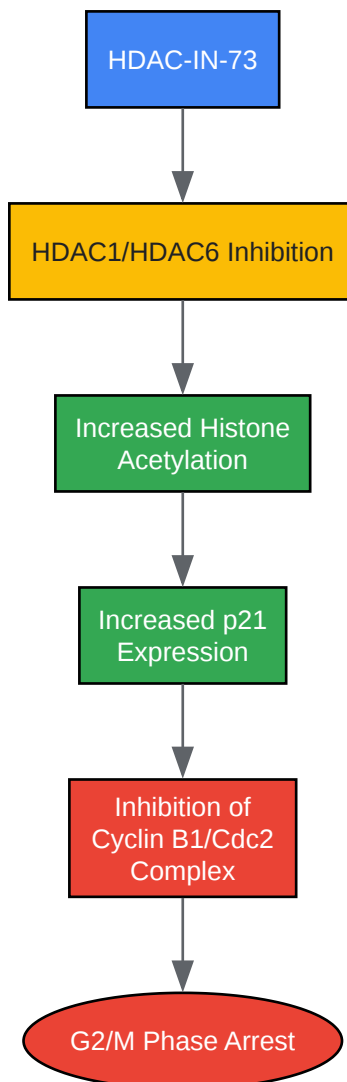 HDAC-IN-73
HDAC1/HDAC6 Inhibition
Increased Histone
Acetylation
Increased p21
Expression
Inhibition of
Cyclin B1/Cdc2
Complex
G2/M Phase Arrest